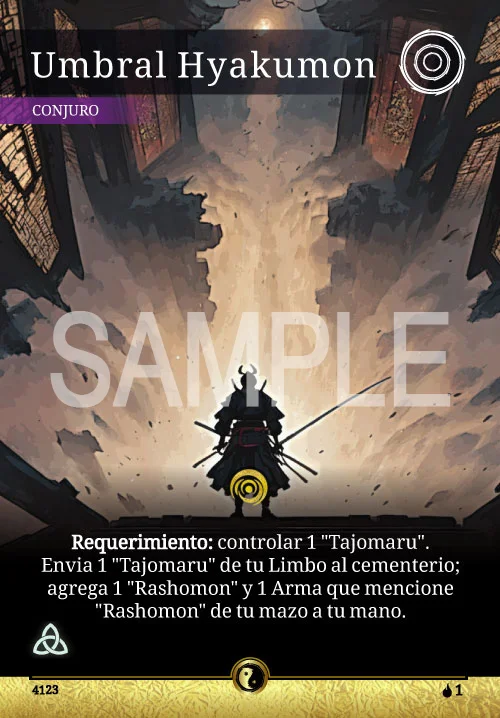 Umbral Hyakumon
CONJURO
SAMPLE
Requerimiento: controlar 1 "Tajomaru".
Envia 1 "Tajomaru" de tu Limbo al cementerio;
agrega 1 "Rashomon" y 1 Arma que mencione
"Rashomon" de tu mazo a tu mano.
4123
1